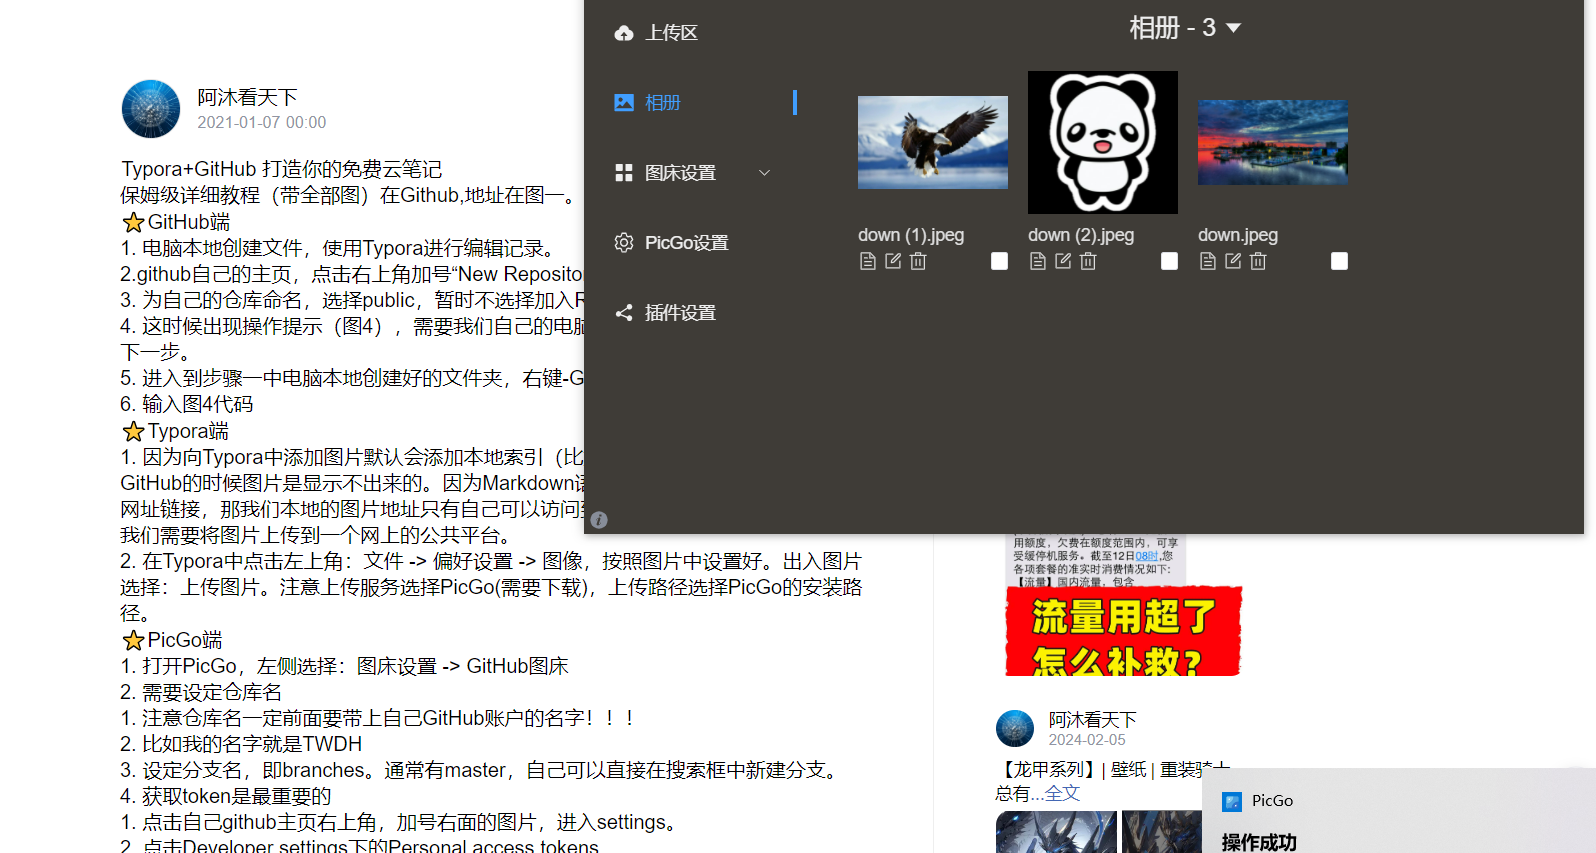 阿沐看天下
2021-01-07 00:00
Typora+GitHub 打造你的免费云笔记
保姆级详细教程（带全部图）在Github,地址在图一。
⭐GitHub端
1. 电脑本地创建文件，使用Typora进行编辑记录。
2.github自己的主页，点击右上角加号“New Reposito
3. 为自己的仓库命名，选择public，暂时不选择加入R
4. 这时候出现操作提示（图4），需要我们自己的电脑
下一步。
5. 进入到步骤一中电脑本地创建好的文件夹，右键-G
6. 输入图4代码
⭐Typora端
1. 因为向Typora中添加图片默认会添加本地索引（比
GitHub的时候图片是显示不出来的。因为Markdown语
网址链接，那我们本地的图片地址只有自己可以访问到
我们需要将图片上传到一个网上的公共平台。
2. 在Typora中点击左上角：文件 -> 偏好设置 -> 图像，按照图片中设置好。出入图片
选择：上传图片。注意上传服务选择PicGo(需要下载)，上传路径选择PicGo的安装路
径。
⭐PicGo端
1. 打开PicGo，左侧选择：图床设置 -> GitHub图床
2. 需要设定仓库名
1. 注意仓库名一定前面要带上自己GitHub账户的名字！！！
2. 比如我的名字就是TWDH
3. 设定分支名，即branches。通常有master，自己可以直接在搜索框中新建分支。
4. 获取token是最重要的
1. 点击自己github主页右上角，加号右面的图片，进入settings。
2. 点击Developer settings下的Personal access tokens
上传区
相册
图床设置
PicGo设置
插件设置
相册 - 3
down (1).jpeg
down (2).jpeg
down.jpeg
用额度，欠费在额度范围内，可享
受缓停机服务。截至12日08时,您
各项套餐的准实时消费情况如下:
【流量】国内流量，包含
流量用超了
怎么补救?
阿沐看天下
2024-02-05
【龙甲系列】| 壁纸 | 重装骑士
总有...全文
PicGo
操作成功